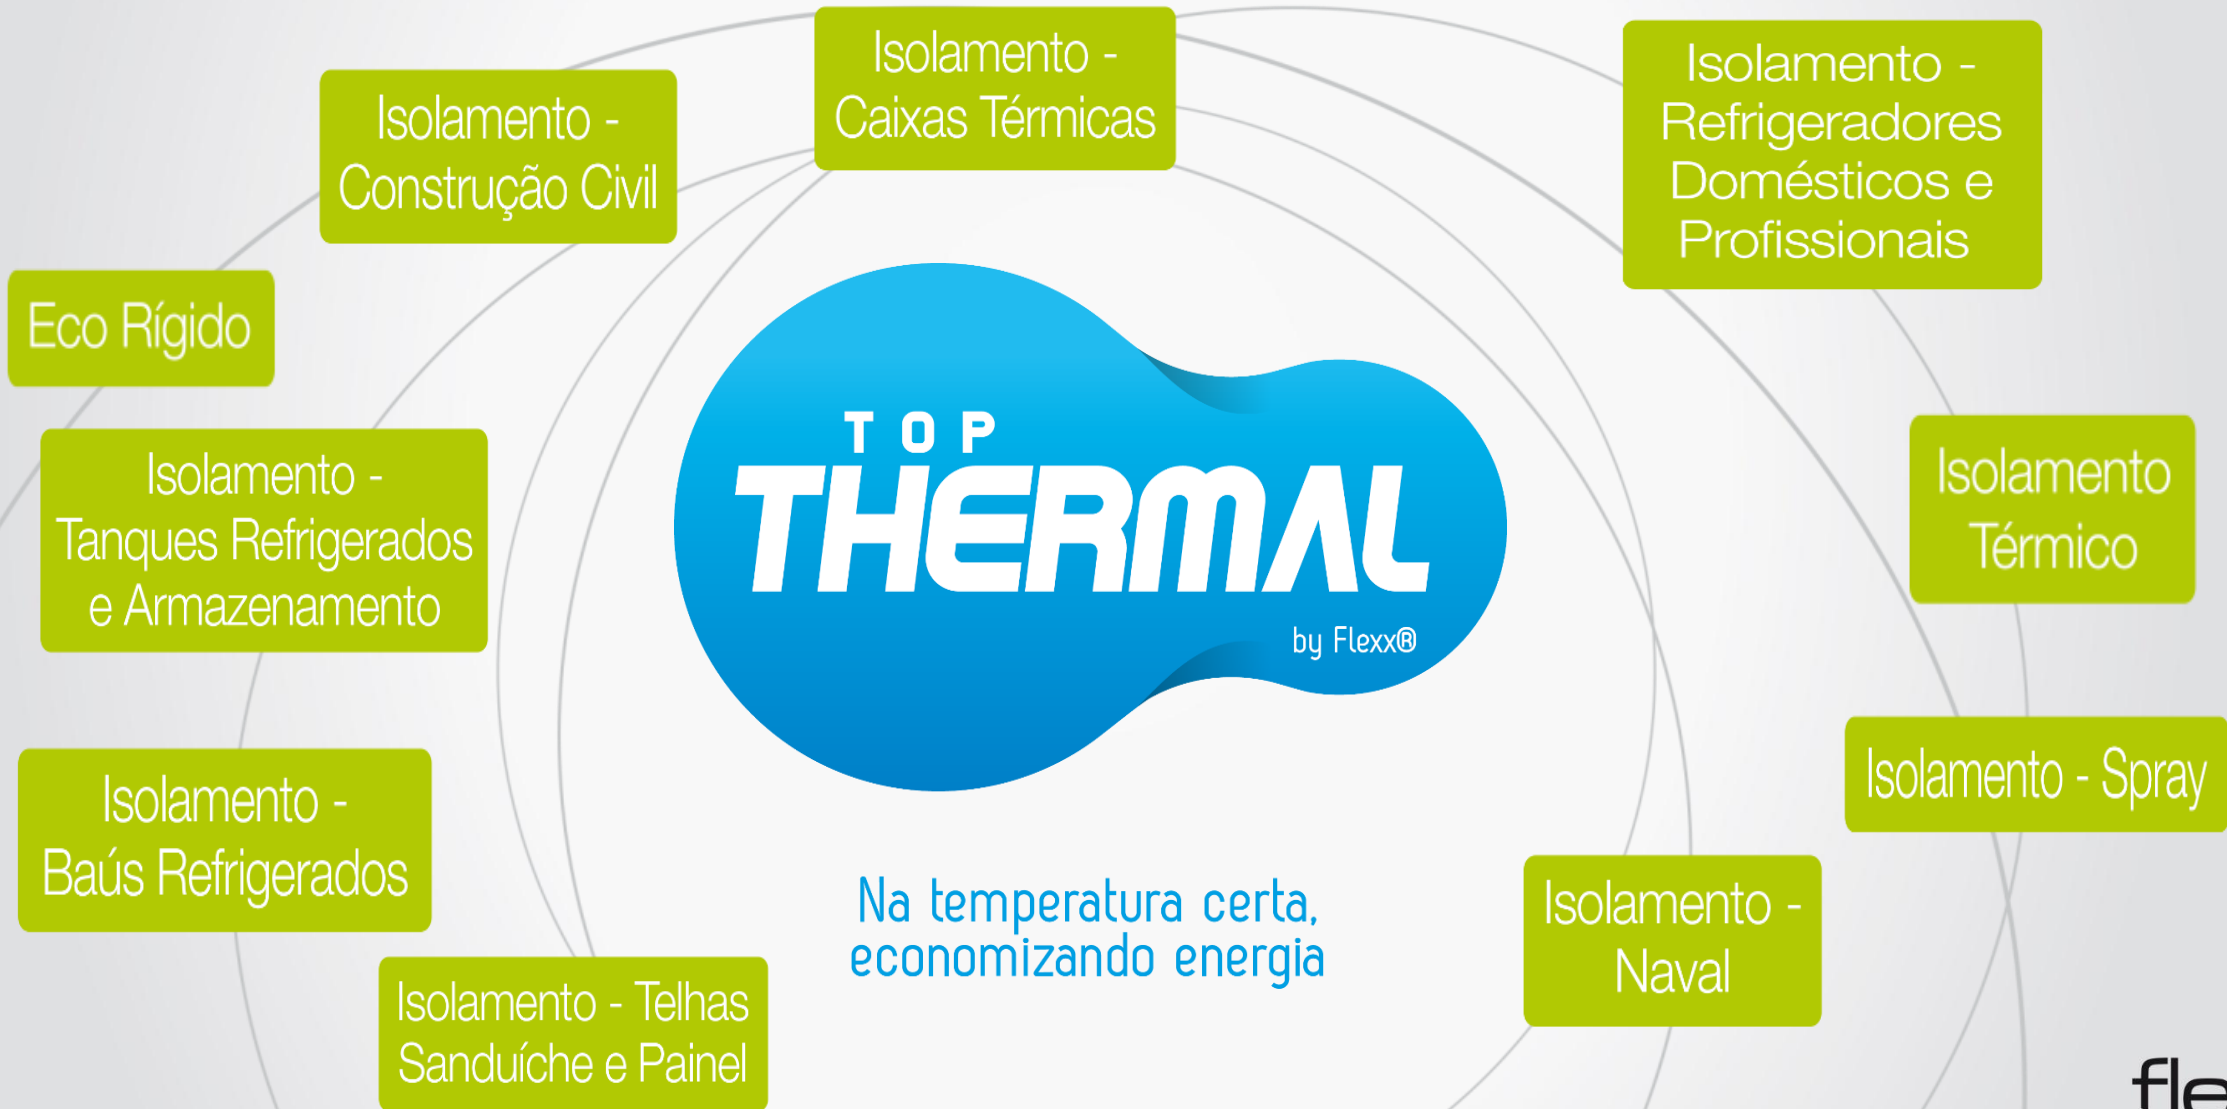 Isolamento -
Caixas Térmicas
Isolamento -
Refrigeradores
Domésticos e
Profissionais
Isolamento -
Construção Civil
Eco Rígido
Isolamento -
Tanques Refrigerados
e Armazenamento
TOP
THERMAL
by Flexx®
Isolamento
Térmico
Isolamento - Spray
Isolamento -
Baús Refrigerados
Na temperatura certa,
economizando energia
Isolamento -
Naval
Isolamento - Telhas
Sanduíche e Painel